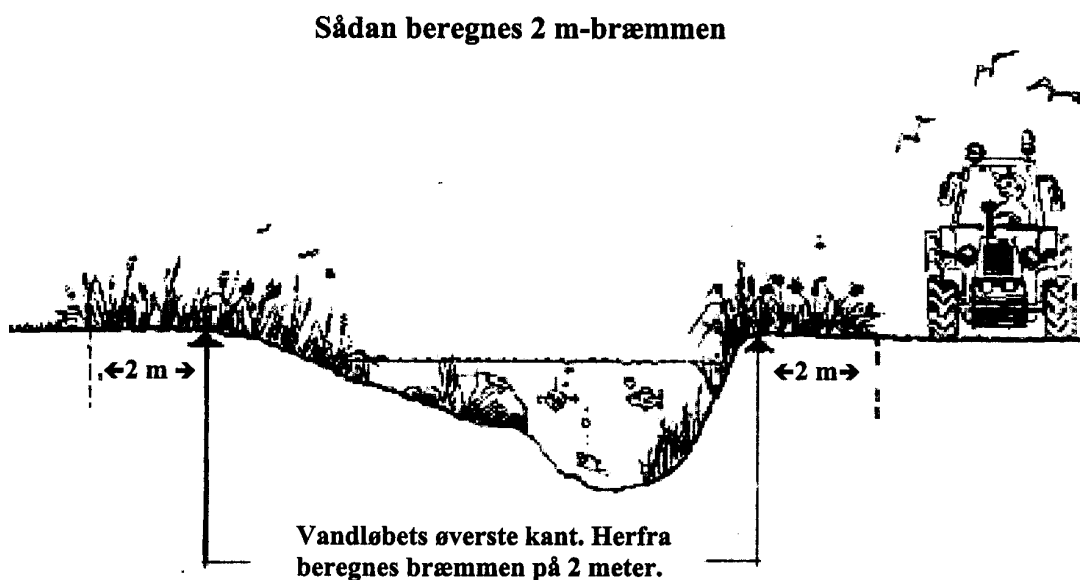 Sådan beregnes 2 m-bræmmen
←2 m→
←2 m→
Vandløbets øverste kant. Herfra
beregnes bræmmen på 2 meter.